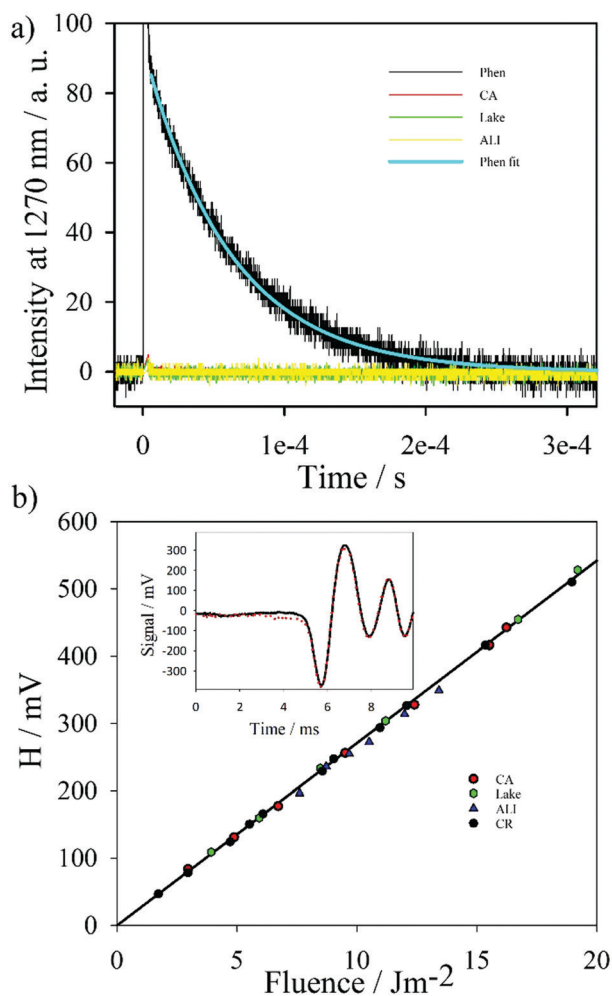 a)
100
80
60
40
20
0
Intensity at 1270 nm / a. u.
Phen
CA
Lake
ALI
Phen fit
0
1e-4
2e-4
3e-4
Time / s
b)
600
500
400
300
200
100
0
H / mV
300
200
100
0
-100
-200
-300
Signal / mV
0
2
4
6
8
Time / ms
CA
Lake
ALI
CR
0
5
10
15
20
Fluence / Jm-2